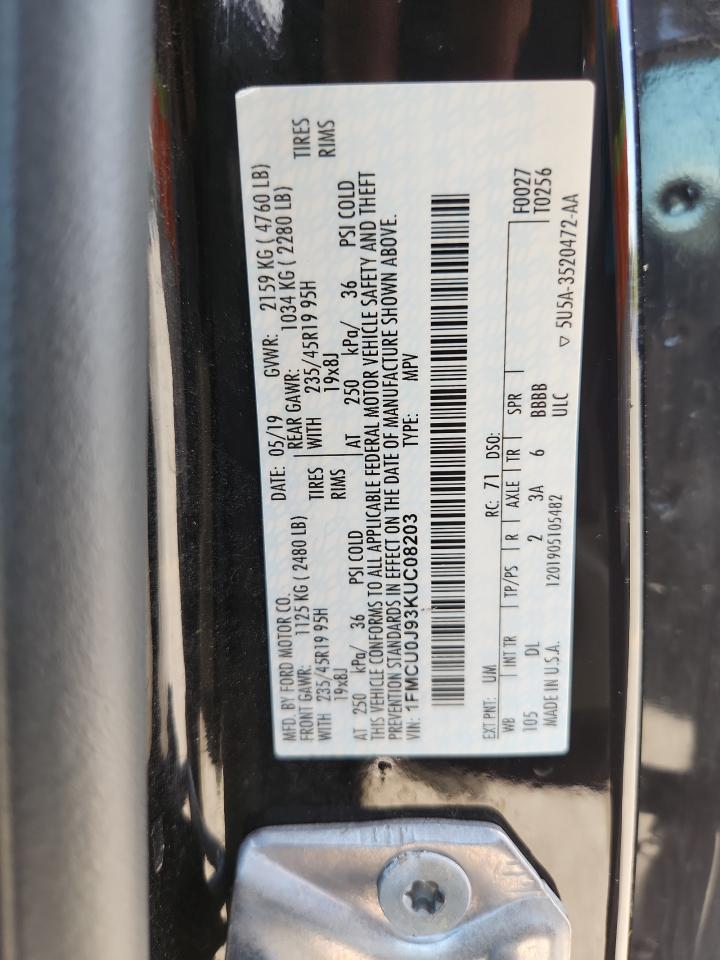 MFD. BY FORD MOTOR CO.
DATE: 05/19 GVWR: 2159 KG ( 4760 LB)
FRONT GAWR: 1125 KG ( 2480 LB) REAR GAWR: 1034 KG ( 2280 LB)
WITH 235/45R19 95H TIRES WITH 235/45R19 95H TIRES
19x8J RIMS 19x8J RIMS
AT 250 kPa/ 36 PSI COLD AT 250 kPa/ 36 PSI COLD
THIS VEHICLE CONFORMS TO ALL APPLICABLE FEDERAL MOTOR VEHICLE SAFETY AND THEFT
PREVENTION STANDARDS IN EFFECT ON THE DATE OF MANUFACTURE SHOWN ABOVE.
VIN: 1FMCU0J93KUC08203 TYPE: MPV
EXT PNT: UM RC: 71 DSO:
WB INT TR TP/PS R AXLE TR SPR F0027
105 DL 2 3A 6 BBBB T0256
ULC
MADE IN U.S.A. 1201905105482 ▽ 5U5A-3520472-AA